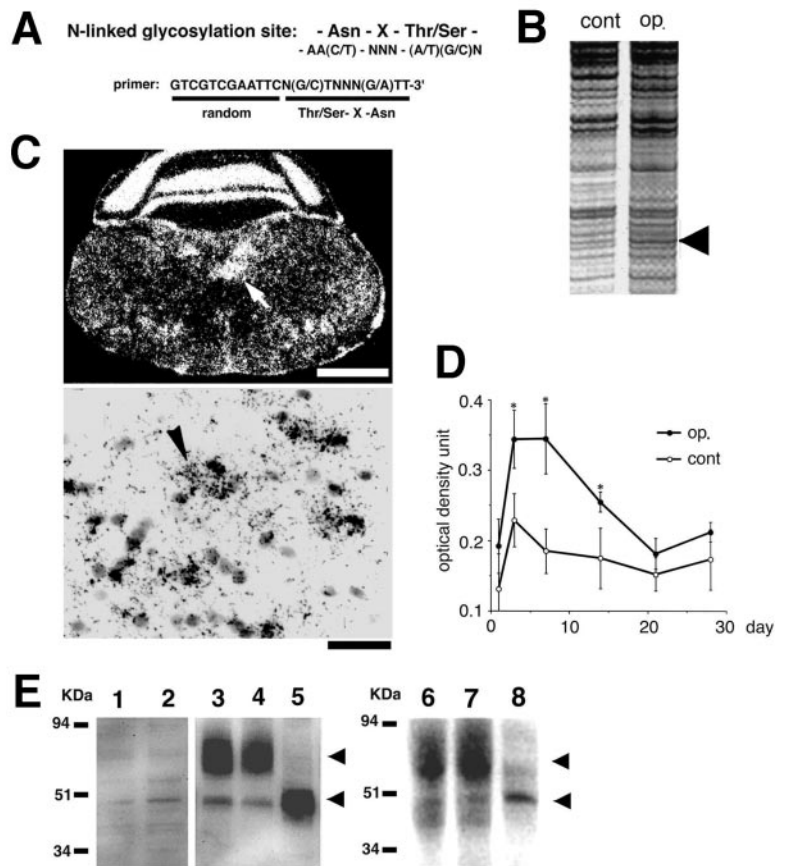 A
N-linked glycosylation site: - Asn - X - Thr/Ser -
- AA(C/T) - NNN - (A/T)(G/C)N
primer: GTCGTCGAATTCN(G/C)TNNN(G/A)TT-3'
random Thr/Ser- X -Asn
B
cont op.
C
D
0.4
0.3
0.2
0.1
optical density unit
* * *
op.
cont
0 10 20 30 day
E
KDa 1 2 3 4 5
94
51
34
KDa 6 7 8
94
51
34